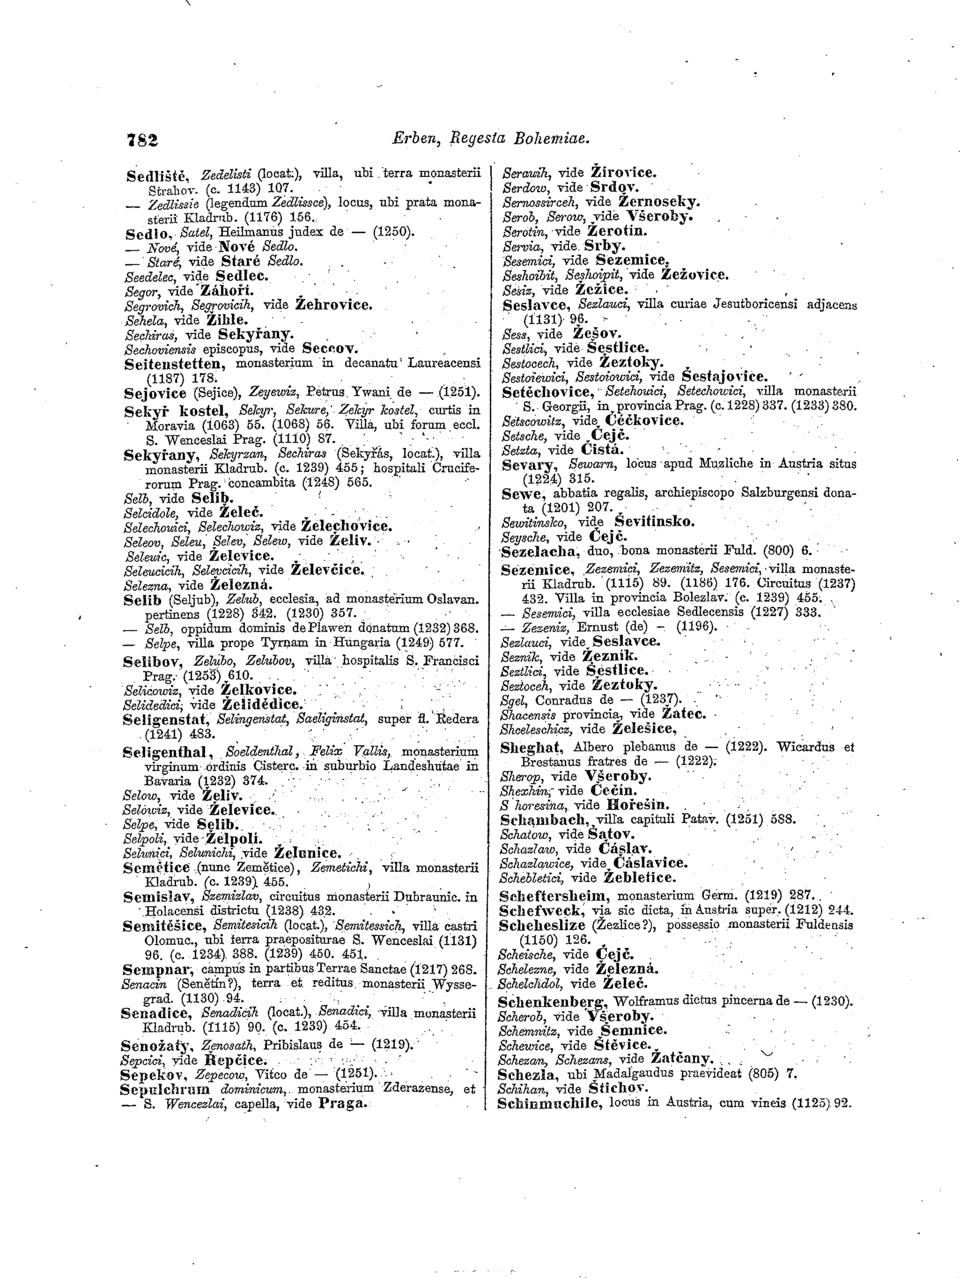 782
Erben, Regesta Bohemiae.
Sedliště, Zedelisti (locat.), villa, ubi terra monasterii
Strahov. (c. 1143) 107.
— Zedlissie (legendum Zedlissce), locus, ubi prata mona-
sterii Kladrub. (1176) 156.
Sedlo, Satel, Heilmanus judex de — (1250).
— Nové, vide Nové Sedlo.
— Staré, vide Staré Sedlo.
Seedelec, vide Sedlec.
Segor, vide Záhoří.
Segrovich, Segrovicih, vide Žehrovice.
Sehela, vide Žihle.
Sechiras, vide Sekyřany.
Sechoviensis episcopus, vide Seccov.
Seitenstetten, monasterium in decanatu Laureacensi
(1187) 178.
Sejovice (Sejice), Zeyewiz, Petrus Ywani de — (1251).
Sekyř kostel, Sekyr, Sekure, Zekyr kostel, curtis in
Moravia (1063) 55. (1068) 56. Villa, ubi forum eccl.
S. Wenceslai Prag. (1110) 87.
Sekyřany, Sekyrzan, Sechiras (Sekyřás, locat.), villa
monasterii Kladrub. (c. 1239) 455; hospitali Crucife-
rorum Prag. concambita (1248) 565.
Selb, vide Selib.
Selcidole, vide Želeč.
Selechouici, Selechowiz, vide Želechovice.
Seleov, Seleu, Selev, Selew, vide Želiv.
Seleuic, vide Želevice.
Seleucicih, Selevcicih, vide Želevčice.
Selezna, vide Železná.
Selib (Seljub), Zelub, ecclesia, ad monasterium Oslavan.
pertinens (1228) 342. (1230) 357.
— Selb, oppidum dominis de Plawen donatum (1232) 368.
— Selpe, villa prope Tyrnam in Hungaria (1249) 577.
Selibov, Zelubo, Zelubov, villa hospitalis S. Francisci
Prag. (1253) 610.
Selicowiz, vide Želkovice.
Selidedici, vide Želidědice.
Seligenstat, Selingenstat, Saeliginstat, super fl. Redera
(1241) 483.
Seligenthal, Soeldenthal, Felix Vallis, monasterium
virginum ordinis Cisterc. in suburbio Landeshutae in
Bavaria (1232) 374.
Selow, vide Želiv.
Selowiz, vide Želevice.
Selpe, vide Selib.
Selpoli, vide Želpoli.
Selunici, Selunichi, vide Želunice.
Semětice (nunc Zemětice), Zemetichi, villa monasterii
Kladrub. (c. 1239) 455.
Semislav, Szemizlav, circuitus monasterii Dubraunic. in
Holacensi districtu (1238) 432.
Semitěšice, Semitesicih (locat.), Semitessich, villa castri
Olomuc., ubi terra praepositurae S. Wenceslai (1131)
96. (c. 1234) 388. (1239) 450. 451.
Sempnar, campus in partibus Terrae Sanctae (1217) 268.
Senacin (Senětín?), terra et reditus monasterii Wysse-
grad. (1130) 94.
Senadice, Senadicih (locat.), Senadici, villa monasterii
Kladrub. (1115) 90. (c. 1239) 454.
Senožaty, Zenosath, Pribislaus de — (1219).
Sepcici, vide Řepčice.
Sepekov, Zepecow, Vitco de — (1251).
Sepulchrum dominicum, monasterium Zderazense, et
— S. Wencezlai, capella, vide Praga.
Serauih, vide Žirovice.
Serdow, vide Srdov.
Sernossirceh, vide Žernoseky.
Serob, Serow, vide Všeroby.
Serotin, vide Žerotin.
Servia, vide Srby.
Sesemici, vide Sezemice.
Seshoibit, Seshoipit, vide Žežovice.
Sesiz, vide Žežice.
Seslavce, Sezlauci, villa curiae Jesutboricensi adjacens
(1131) 96.
Sess, vide Žešov.
Sestlici, vide Šestlice.
Sestocech, vide Žeztoky.
Sestoiewici, Sestoiowici, vide Šestajovice.
Setěchovice, Setehouici, Setechowici, villa monasterii
S. Georgii, in provincia Prag. (c. 1228) 337. (1233) 380.
Setscowitz, vide Čéčkovice.
Setsche, vide Čejč.
Setzta, vide Čistá.
Sevary, Sewarn, locus apud Muzliche in Austria situs
(1224) 315.
Sewe, abbatia regalis, archiepiscopo Salzburgensi dona-
ta (1201) 207.
Sewitinsko, vide Ševitinsko.
Seysche, vide Čejč.
Sezelacha, duo, bona monasterii Fuld. (800) 6.
Sezemice, Zezemici, Zezemitz, Sesemici, villa monaste-
rii Kladrub. (1115) 89. (1186) 176. Circuitus (1237)
432. Villa in provincia Bolezlav. (c. 1239) 455.
— Sesemici, villa ecclesiae Sedlecensis (1227) 333.
— Zezeniz, Ernust (de) — (1196).
Sezlauci, vide Seslavce.
Seznik, vide Žeznik.
Seztlici, vide Šestlice.
Seztoceh, vide Žeztoky.
Sgel, Conradus de — (1237).
Shacensis provincia, vide Žatec.
Shceleschicz, vide Želešice.
Sheghat, Albero plebanus de — (1222). Wicardus et
Brestanus fratres de — (1222).
Sherop, vide Všeroby.
Shexhin, vide Čečin.
Shoresina, vide Hořešin.
Schambach, villa capituli Patav. (1251) 588.
Schatow, vide Šatov.
Schazlaw, vide Čáslav.
Schazlawice, vide Čáslavice.
Schebletici, vide Žebletice.
Scheftersheim, monasterium Germ. (1219) 287.
Schefweck, via sic dicta, in Austria super. (1212) 244.
Scheheslize (Žezlice?), possessio monasterii Fuldensis
(1150) 126.
Scheische, vide Čejč.
Schelezne, vide Železná.
Schelchdol, vide Želeč.
Schenkenberg, Wolframus dictus pincerna de — (1230).
Scherob, vide Všeroby.
Schemnitz, vide Šemnice.
Schewice, vide Štěvice.
Schezan, Schezans, vide Žatčany.
Schezla, ubi Madalgaudus praevideat (805) 7.
Schihan, vide Štichov.
Schinmuchile, locus in Austria, cum vineis (1125) 92.